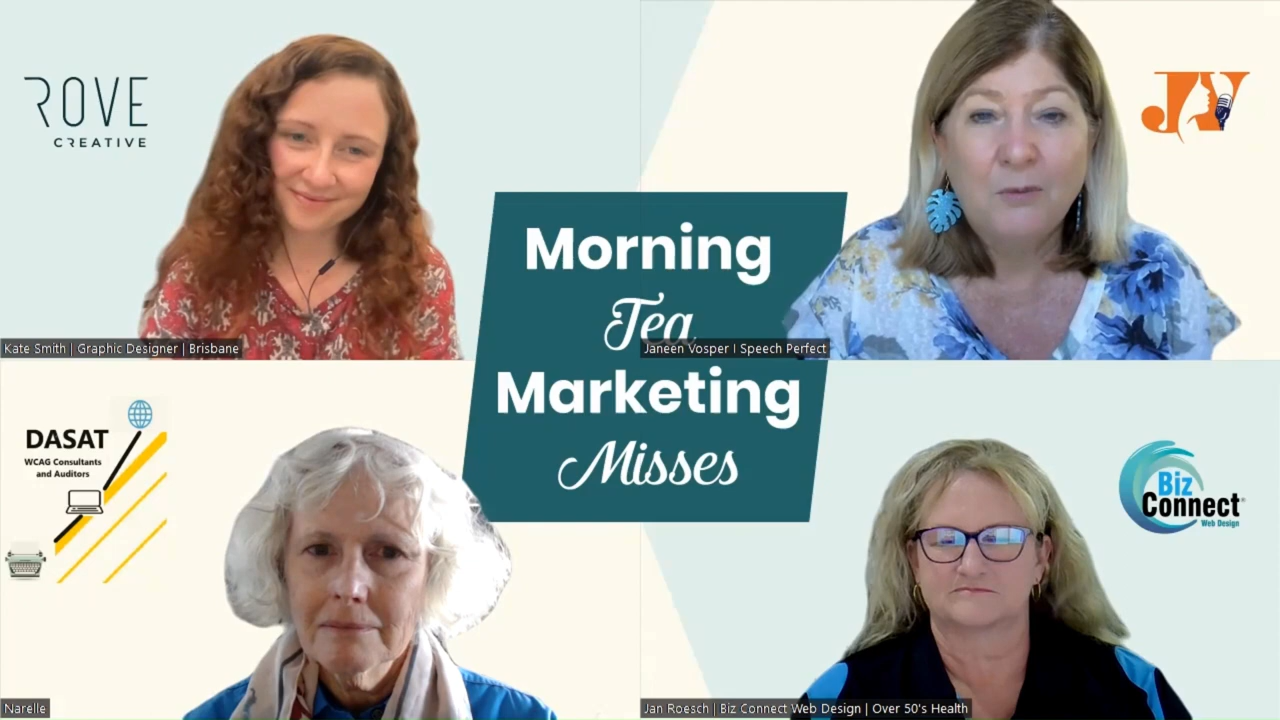 ROVE
CREATIVE
JV
Morning
Tea
Marketing
Misses
Kate Smith | Graphic Designer | Brisbane
Janeen Vosper I Speech Perfect
DASAT
WCAG Consultants
and Auditors
Biz
Connect
Web Design
Narelle
Jan Roesch | Biz Connect Web Design | Over 50's Health